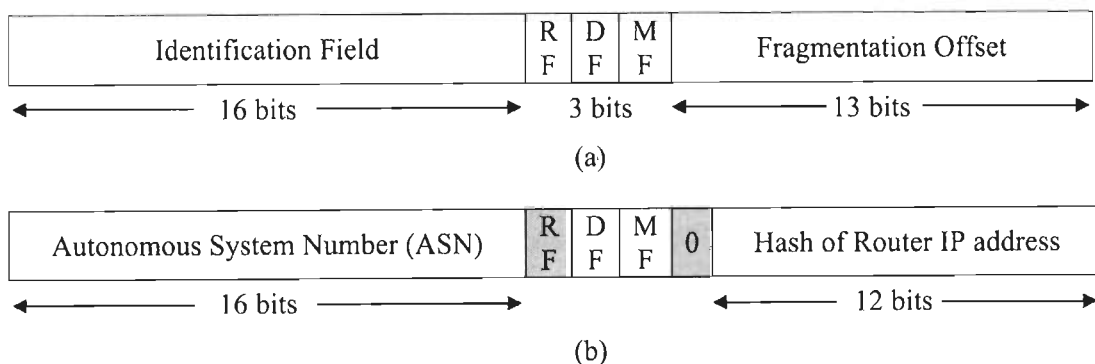 Identification Field R F D F M F Fragmentation Offset
16 bits 3 bits 13 bits
(a)
Autonomous System Number (ASN) R F D F M F 0 Hash of Router IP address
16 bits 12 bits
(b)